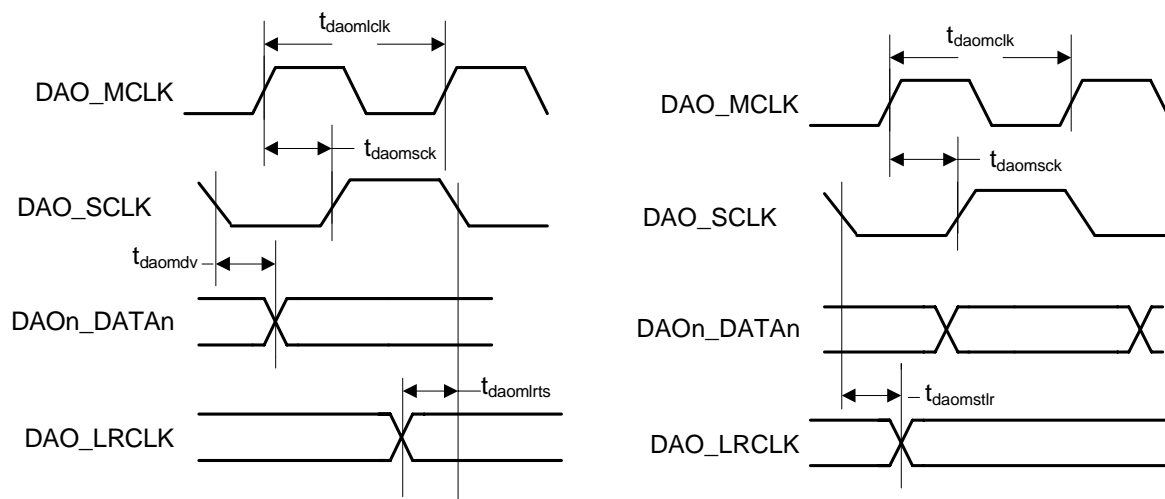 t_daomlclk
DAO_MCLK
t_daomsck
DAO_SCLK
t_daomdv
DAOn_DATAn
t_daomlrts
DAO_LRCLK
t_daomclk
DAO_MCLK
t_daomsck
DAO_SCLK
DAOn_DATAn
t_daomstlr
DAO_LRCLK